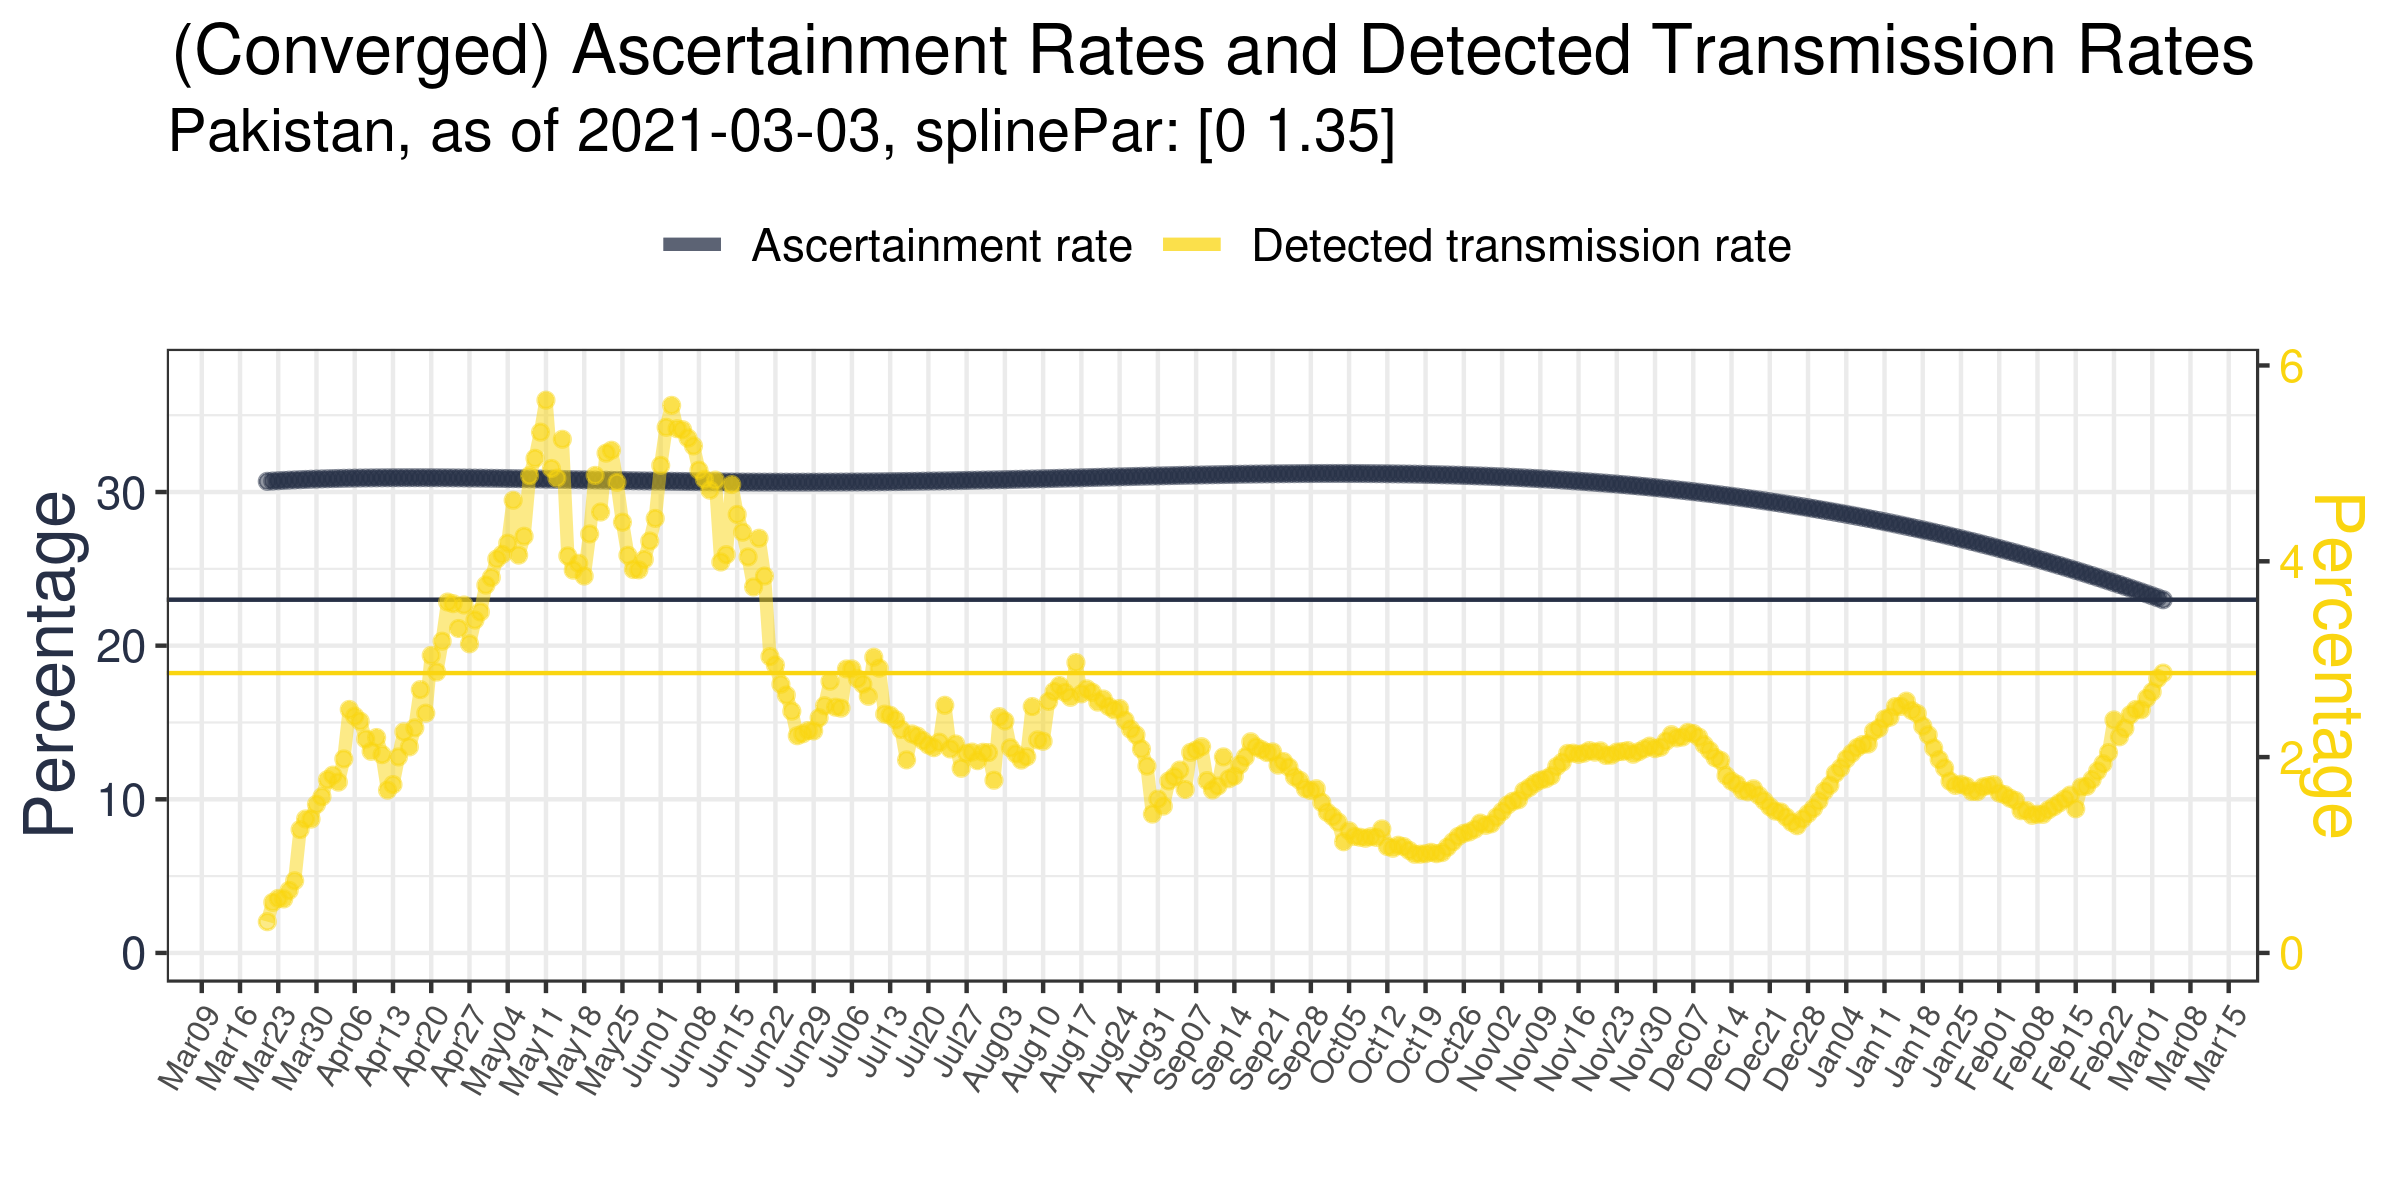 (Converged) Ascertainment Rates and Detected Transmission Rates
Pakistan, as of 2021-03-03, splinePar: [0 1.35]
Ascertainment rate Detected transmission rate
Percentage
30
20
10
0
6
4
2
0
Percentage
Mar09 Mar16 Mar23 Mar30 Apr06 Apr13 Apr20 Apr27 May04 May11 May18 May25 Jun01 Jun08 Jun15 Jun22 Jun29 Jul06 Jul13 Jul20 Jul27 Aug03 Aug10 Aug17 Aug24 Aug31 Sep07 Sep14 Sep21 Sep28 Oct05 Oct12 Oct19 Oct26 Nov02 Nov09 Nov16 Nov23 Nov30 Dec07 Dec14 Dec21 Dec28 Jan04 Jan11 Jan18 Jan25 Feb01 Feb08 Feb15 Feb22 Mar01 Mar08 Mar15